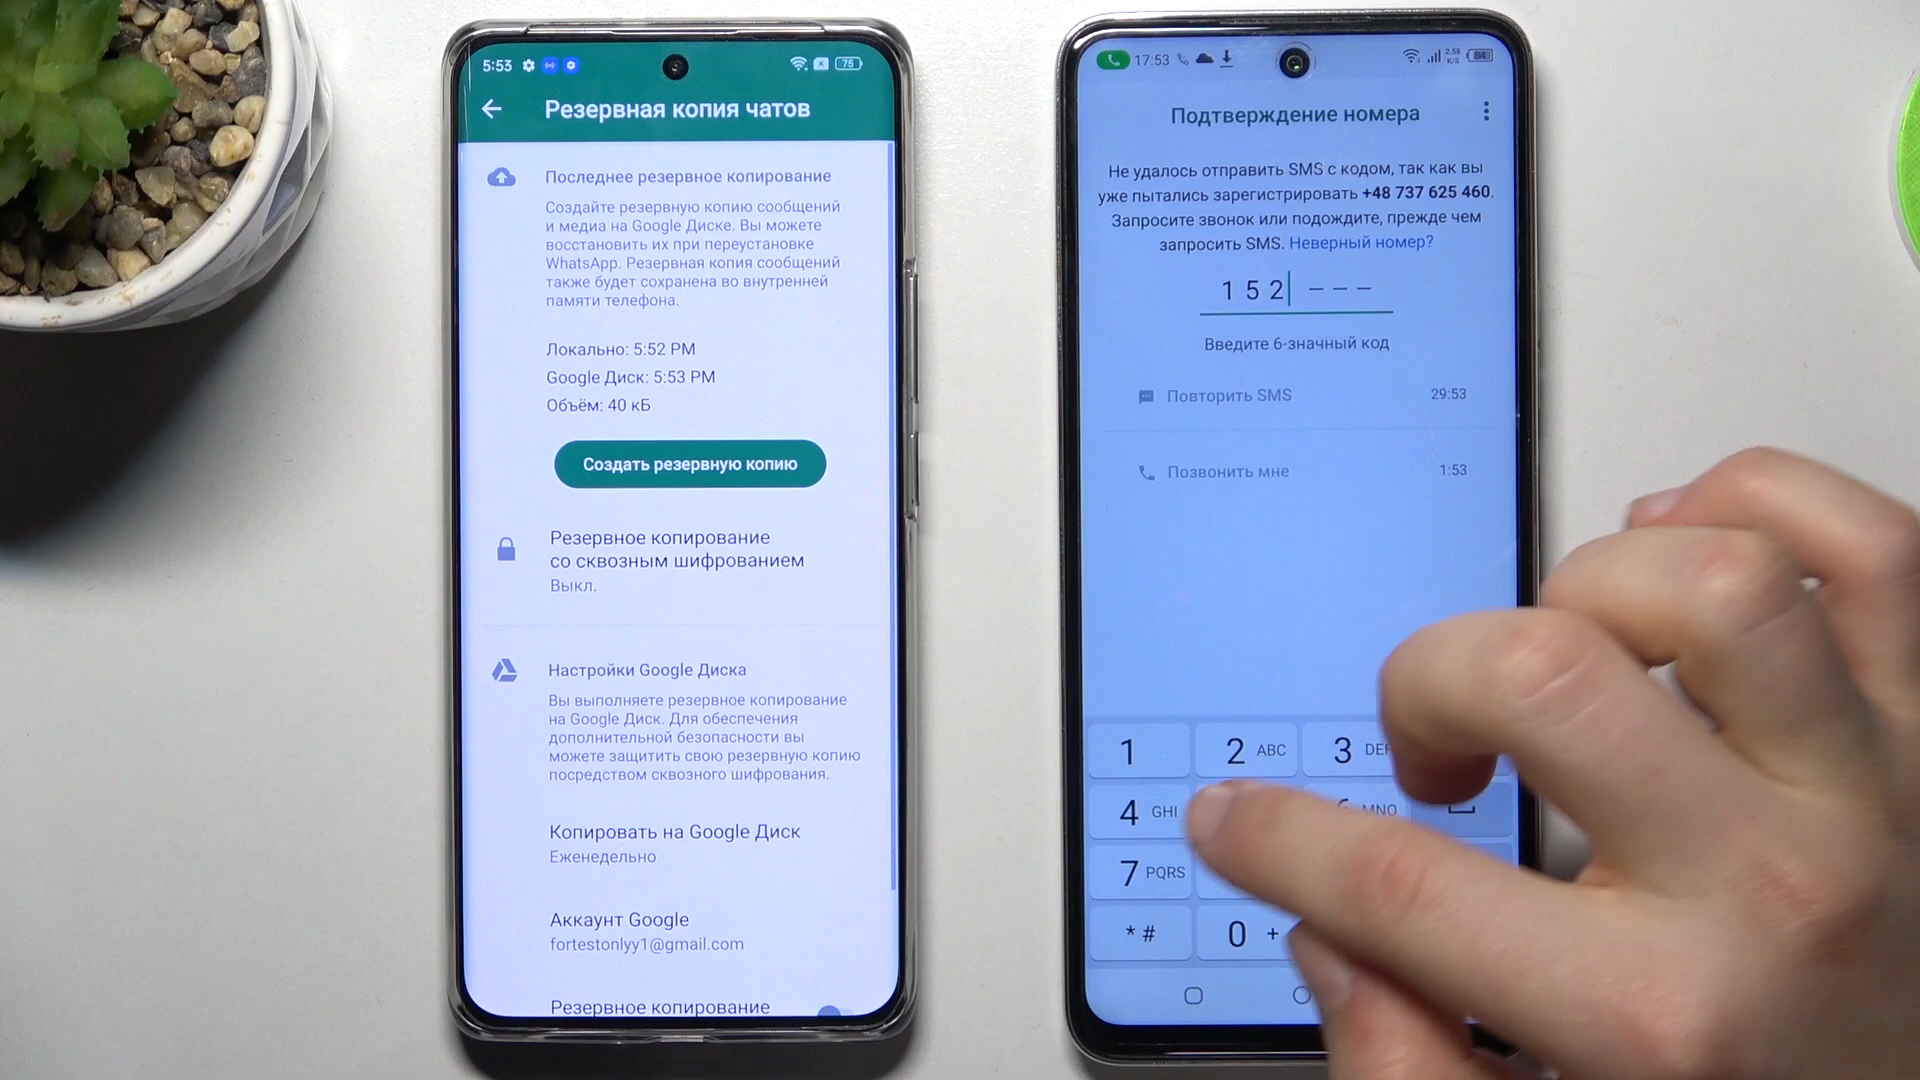 5:53
75
Резервная копия чатов
Последнее резервное копирование
Создайте резервную копию сообщений
и медиа на Google Диске. Вы можете
восстановить их при переустановке
WhatsApp. Резервная копия сообщений
также будет сохранена во внутренней
памяти телефона.
Локально: 5:52 PM
Google Диск: 5:53 PM
Объём: 40 кБ
Создать резервную копию
Резервное копирование
со сквозным шифрованием
Выкл.
Настройки Google Диска
Вы выполняете резервное копирование
на Google Диск. Для обеспечения
дополнительной безопасности вы
можете защитить свою резервную копию
посредством сквозного шифрования.
Копировать на Google Диск
Еженедельно
Аккаунт Google
fortestonlyy1@gmail.com
Резервное копирование
17:53
2,58
K/S
84
Подтверждение номера
Не удалось отправить SMS с кодом, так как вы
уже пытались зарегистрировать +48 737 625 460.
Запросите звонок или подождите, прежде чем
запросить SMS. Неверный номер?
1 5 2 – – –
Введите 6-значный код
Повторить SMS 29:53
Позвонить мне 1:53
1 2 ABC 3 DEF
4 GHI MNO
7 PQRS
* # 0 +